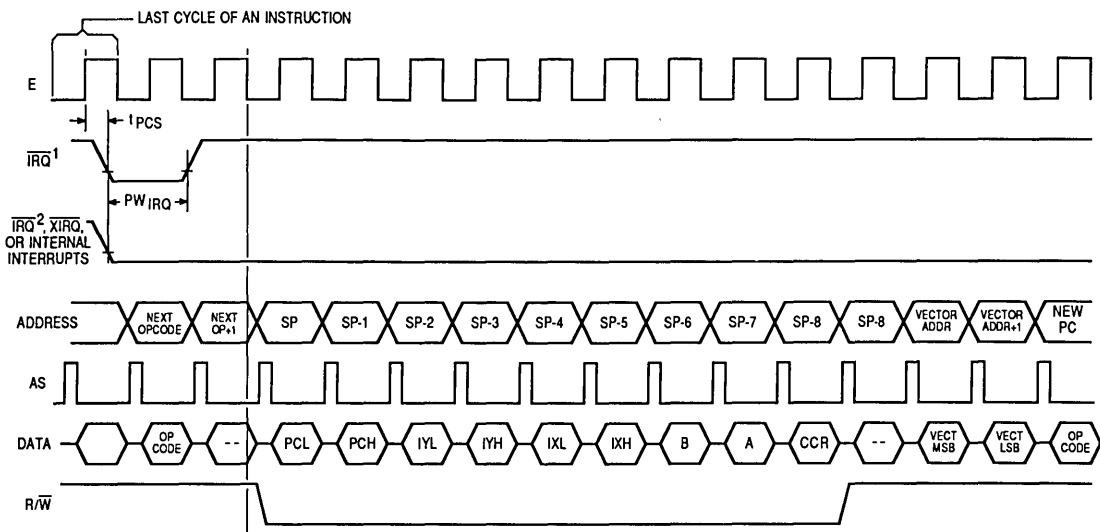 LAST CYCLE OF AN INSTRUCTION
E
tPCS
IRQ1
PW IRQ
IRQ2, XIRQ,
OR INTERNAL
INTERRUPTS
ADDRESS
NEXT OPCODE
NEXT OP+1
SP
SP-1
SP-2
SP-3
SP-4
SP-5
SP-6
SP-7
SP-8
SP-8
VECTOR ADDR
VECTOR ADDR+1
NEW PC
AS
DATA
OP CODE
--
PCL
PCH
IYL
IYH
IXL
IXH
B
A
CCR
--
VECT MSB
VECT LSB
OP CODE
R/W